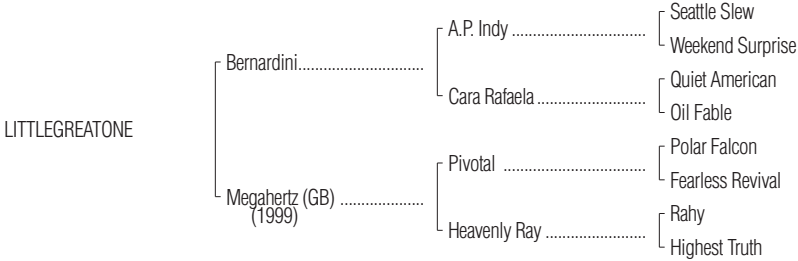 Seattle Slew
A.P. Indy ................................
Weekend Surprise
Bernardini..............................
Quiet American
Cara Rafaela ..........................
Oil Fable
LITTLEGREATONE
Polar Falcon
Pivotal ..................................
Fearless Revival
Megahertz (GB) ....................
(1999)
Rahy
Heavenly Ray ........................
Highest Truth